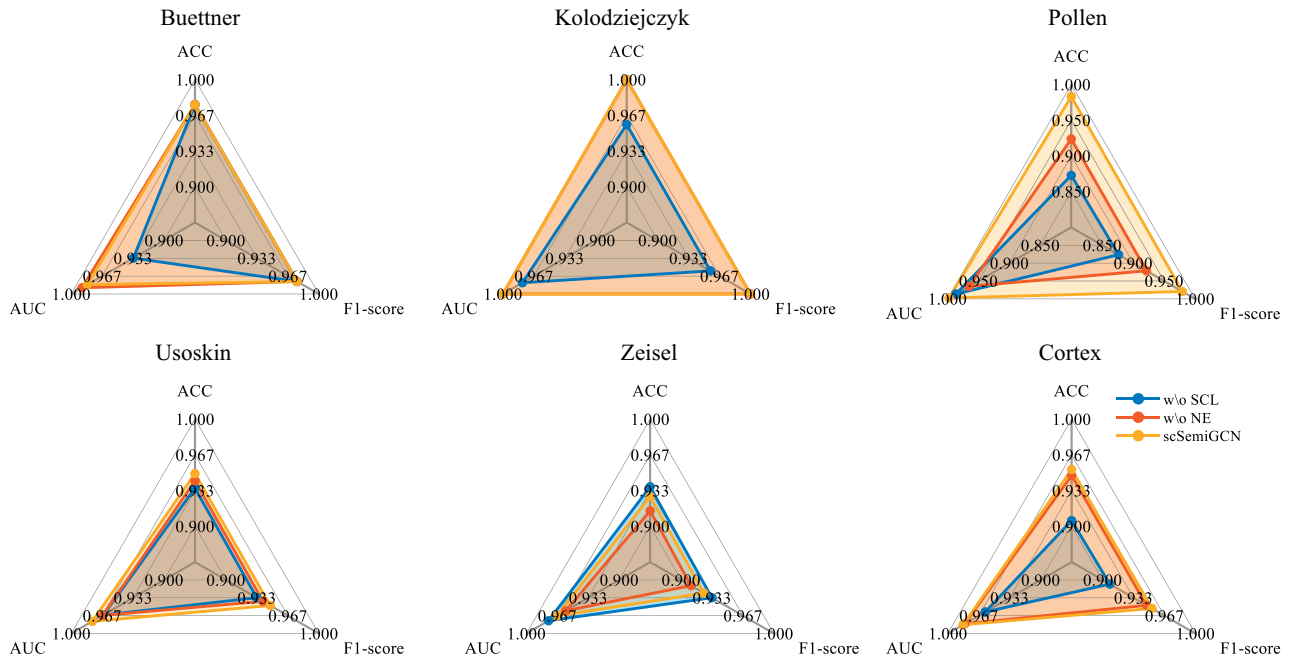 Buettner
ACC
1.000
0.967
0.933
0.900
0.900 0.900
0.933 0.933
0.967 0.967
1.000 1.000
AUC F1-score
Kolodziejczyk
ACC
1.000
0.967
0.933
0.900
0.900 0.900
0.933 0.933
0.967 0.967
1.000 1.000
AUC F1-score
Pollen
ACC
1.000
0.950
0.900
0.850
0.850 0.850
0.900 0.900
0.950 0.950
1.000 1.000
AUC F1-score
Usoskin
ACC
1.000
0.967
0.933
0.900
0.900 0.900
0.933 0.933
0.967 0.967
1.000 1.000
AUC F1-score
Zeisel
ACC
1.000
0.967
0.933
0.900
0.900 0.900
0.933 0.933
0.967 0.967
1.000 1.000
AUC F1-score
Cortex
ACC
1.000
0.967
0.933
0.900
0.900 0.900
0.933 0.933
0.967 0.967
1.000 1.000
AUC F1-score
w\o SCL
w\o NE
scSemiGCN